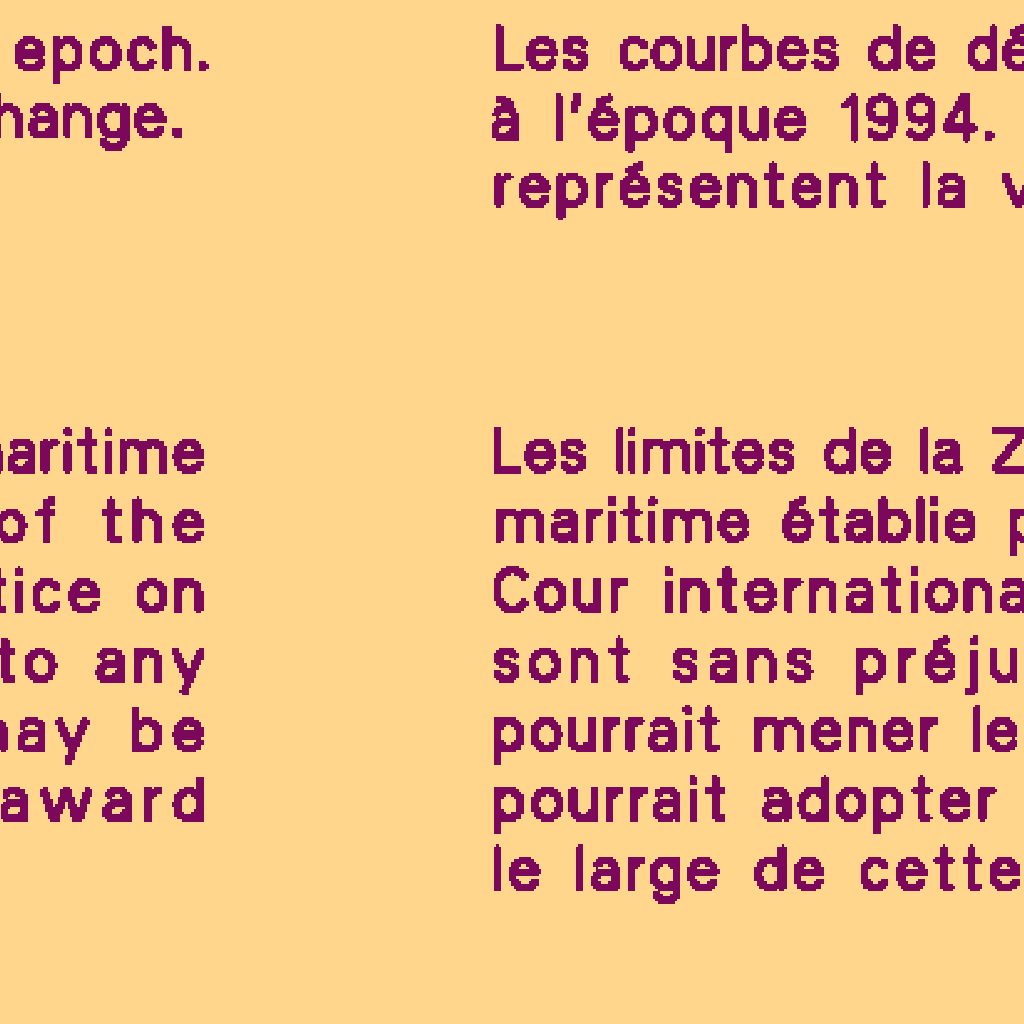 epoch.
hange.
Les courbes de dé
à l'époque 1994.
représentent la v
aritime
of the
tice on
to any
may be
award
Les limites de la Z
maritime établie p
Cour internationa
sont sans préju
pourrait mener le
pourrait adopter
le large de cette